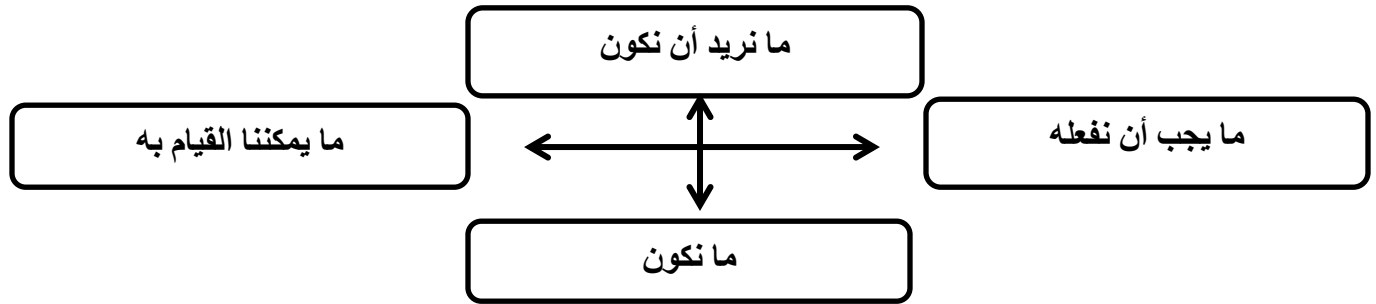 ما نريد أن نكون
ما يجب أن نفعله
ما يمكننا القيام به
ما نكون